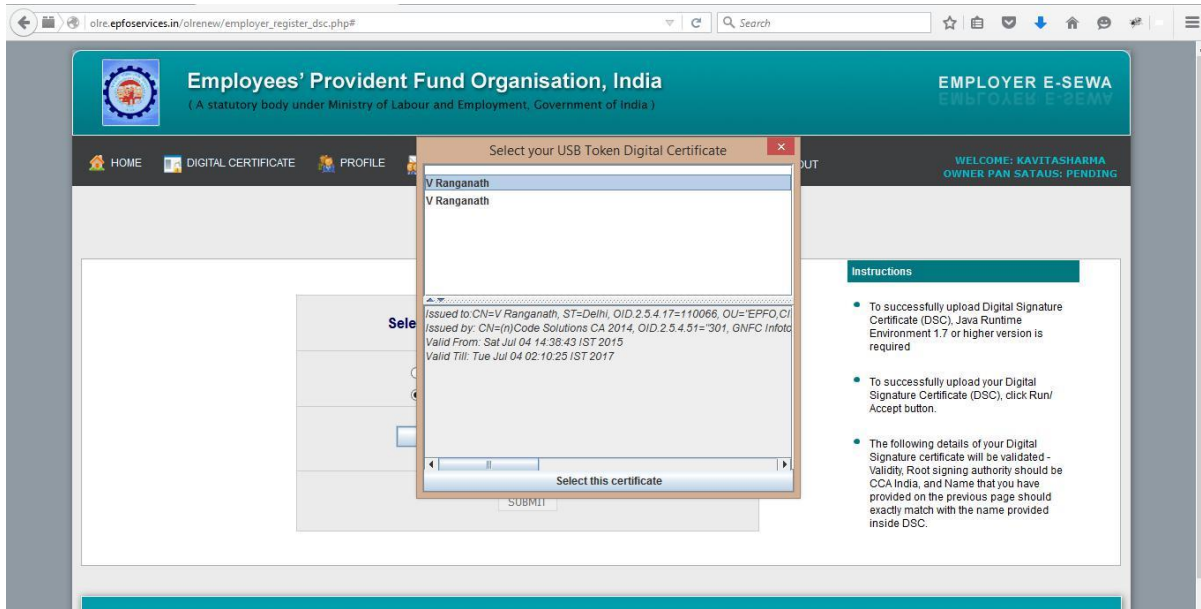 olre.epfoservices.in/olrenew/employer_register_dsc.php#
Search
Employees' Provident Fund Organisation, India
( A statutory body under Ministry of Labour and Employment, Government of India )
EMPLOYER E-SEWA
HOME
DIGITAL CERTIFICATE
PROFILE
OUT
WELCOME: KAVITASHARMA
OWNER PAN SATAUS: PENDING
Select your USB Token Digital Certificate
V Ranganath
V Ranganath
Issued to:CN=V Ranganath, ST=Delhi, OID.2.5.4.17=110066, OU='EPFO,CI
Issued by: CN=(n)Code Solutions CA 2014, OID.2.5.4.51="301, GNFC Infoto
Valid From: Sat Jul 04 14:38:43 IST 2015
Valid Till: Tue Jul 04 02:10:25 IST 2017
Select this certificate
Sele
SUBMIT
Instructions
To successfully upload Digital Signature
Certificate (DSC), Java Runtime
Environment 1.7 or higher version is
required
To successfully upload your Digital
Signature Certificate (DSC), click Run/
Accept button.
The following details of your Digital
Signature certificate will be validated -
Validity, Root signing authority should be
CCA India, and Name that you have
provided on the previous page should
exactly match with the name provided
inside DSC.